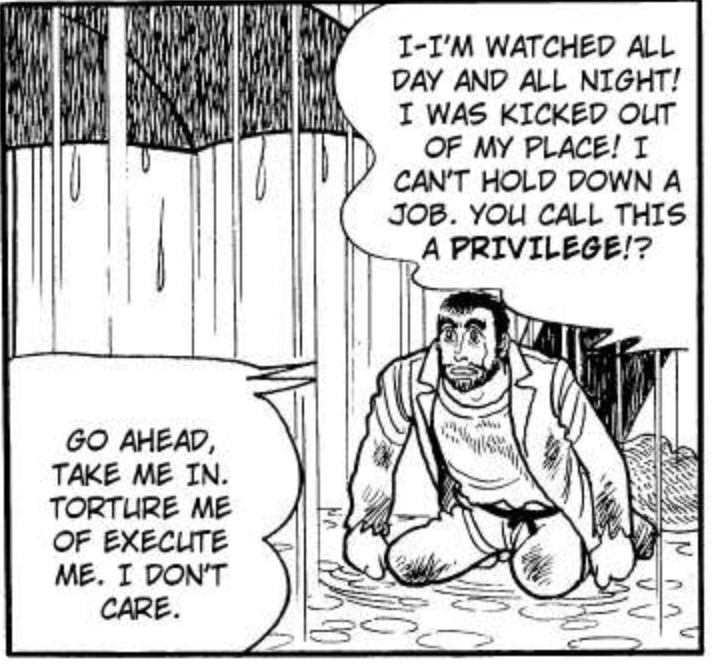 I-I'M WATCHED ALL
DAY AND ALL NIGHT!
I WAS KICKED OUT
OF MY PLACE! I
CAN'T HOLD DOWN A
JOB. YOU CALL THIS
A PRIVILEGE!?
GO AHEAD,
TAKE ME IN.
TORTURE ME
OF EXECUTE
ME. I DON'T
CARE.